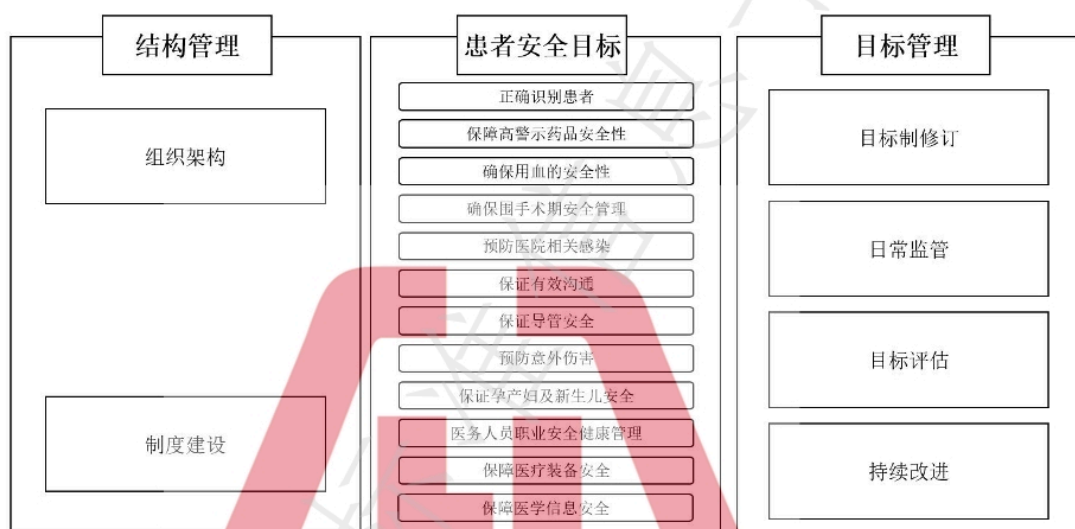 结构管理
组织架构
制度建设
患者安全目标
正确识别患者
保障高警示药品安全性
确保用血的安全性
确保围手术期安全管理
预防医院相关感染
保证有效沟通
保证导管安全
预防意外伤害
保证孕产妇及新生儿安全
医务人员职业安全健康管理
保障医疗装备安全
保障医学信息安全
目标管理
目标制修订
日常监管
目标评估
持续改进